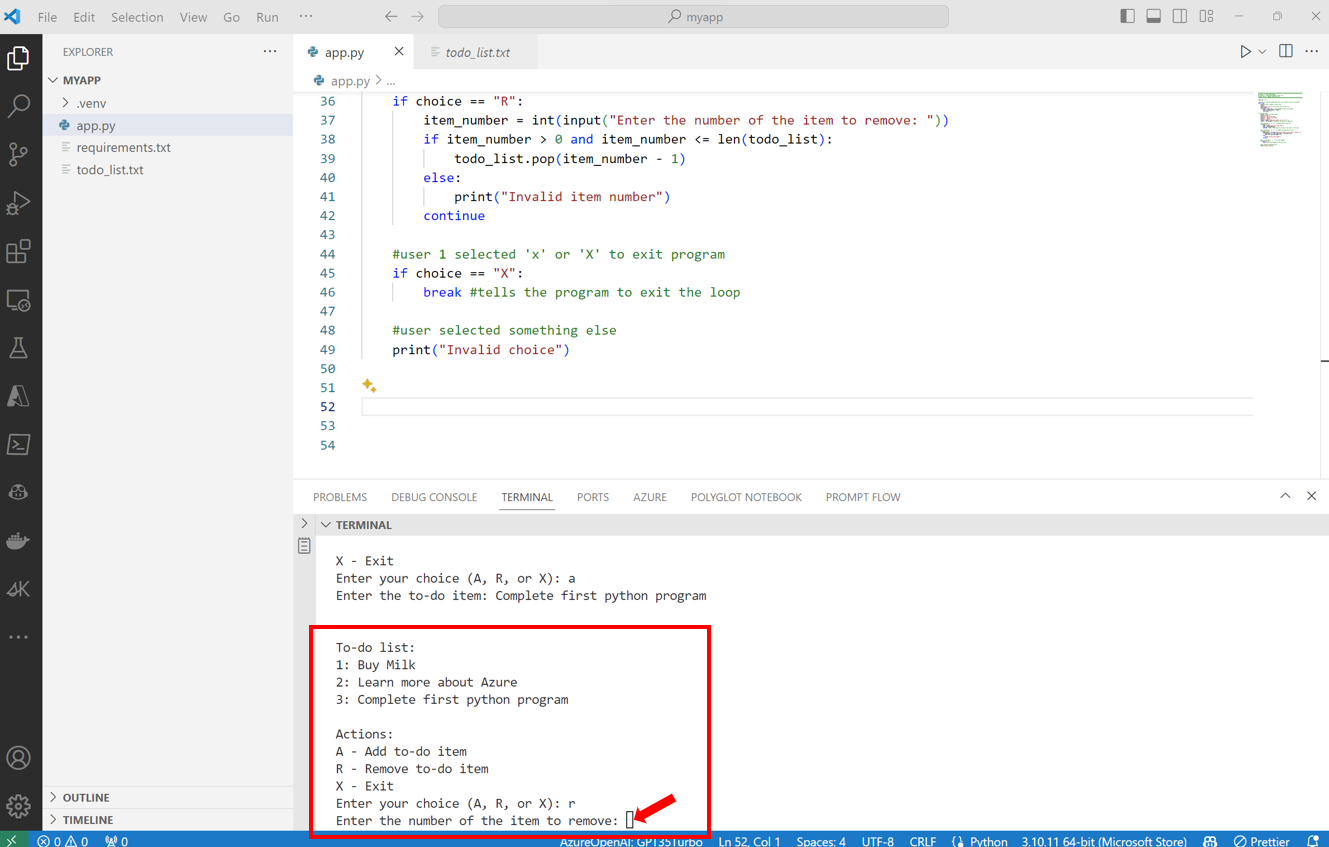 File Edit Selection View Go Run ···
myapp
EXPLORER ···
MYAPP
.venv
app.py
requirements.txt
todo_list.txt
OUTLINE
TIMELINE
app.py
todo_list.txt
app.py > ...
36 if choice == "R":
37 item_number = int(input("Enter the number of the item to remove: "))
38 if item_number > 0 and item_number <= len(todo_list):
39 todo_list.pop(item_number - 1)
40 else:
41 print("Invalid item number")
42 continue
43
44 #user 1 selected 'x' or 'X' to exit program
45 if choice == "X":
46 break #tells the program to exit the loop
47
48 #user selected something else
49 print("Invalid choice")
50
51
52
53
54
PROBLEMS DEBUG CONSOLE TERMINAL PORTS AZURE POLYGLOT NOTEBOOK PROMPT FLOW
TERMINAL
X - Exit
Enter your choice (A, R, or X): a
Enter the to-do item: Complete first python program
To-do list:
1: Buy Milk
2: Learn more about Azure
3: Complete first python program
Actions:
A - Add to-do item
R - Remove to-do item
X - Exit
Enter your choice (A, R, or X): r
Enter the number of the item to remove:
0 0 0 AzureOpenAI: GPT35Turbo Ln 52, Col 1 Spaces: 4 UTF-8 CRLF Python 3.10.11 64-bit (Microsoft Store) Prettier